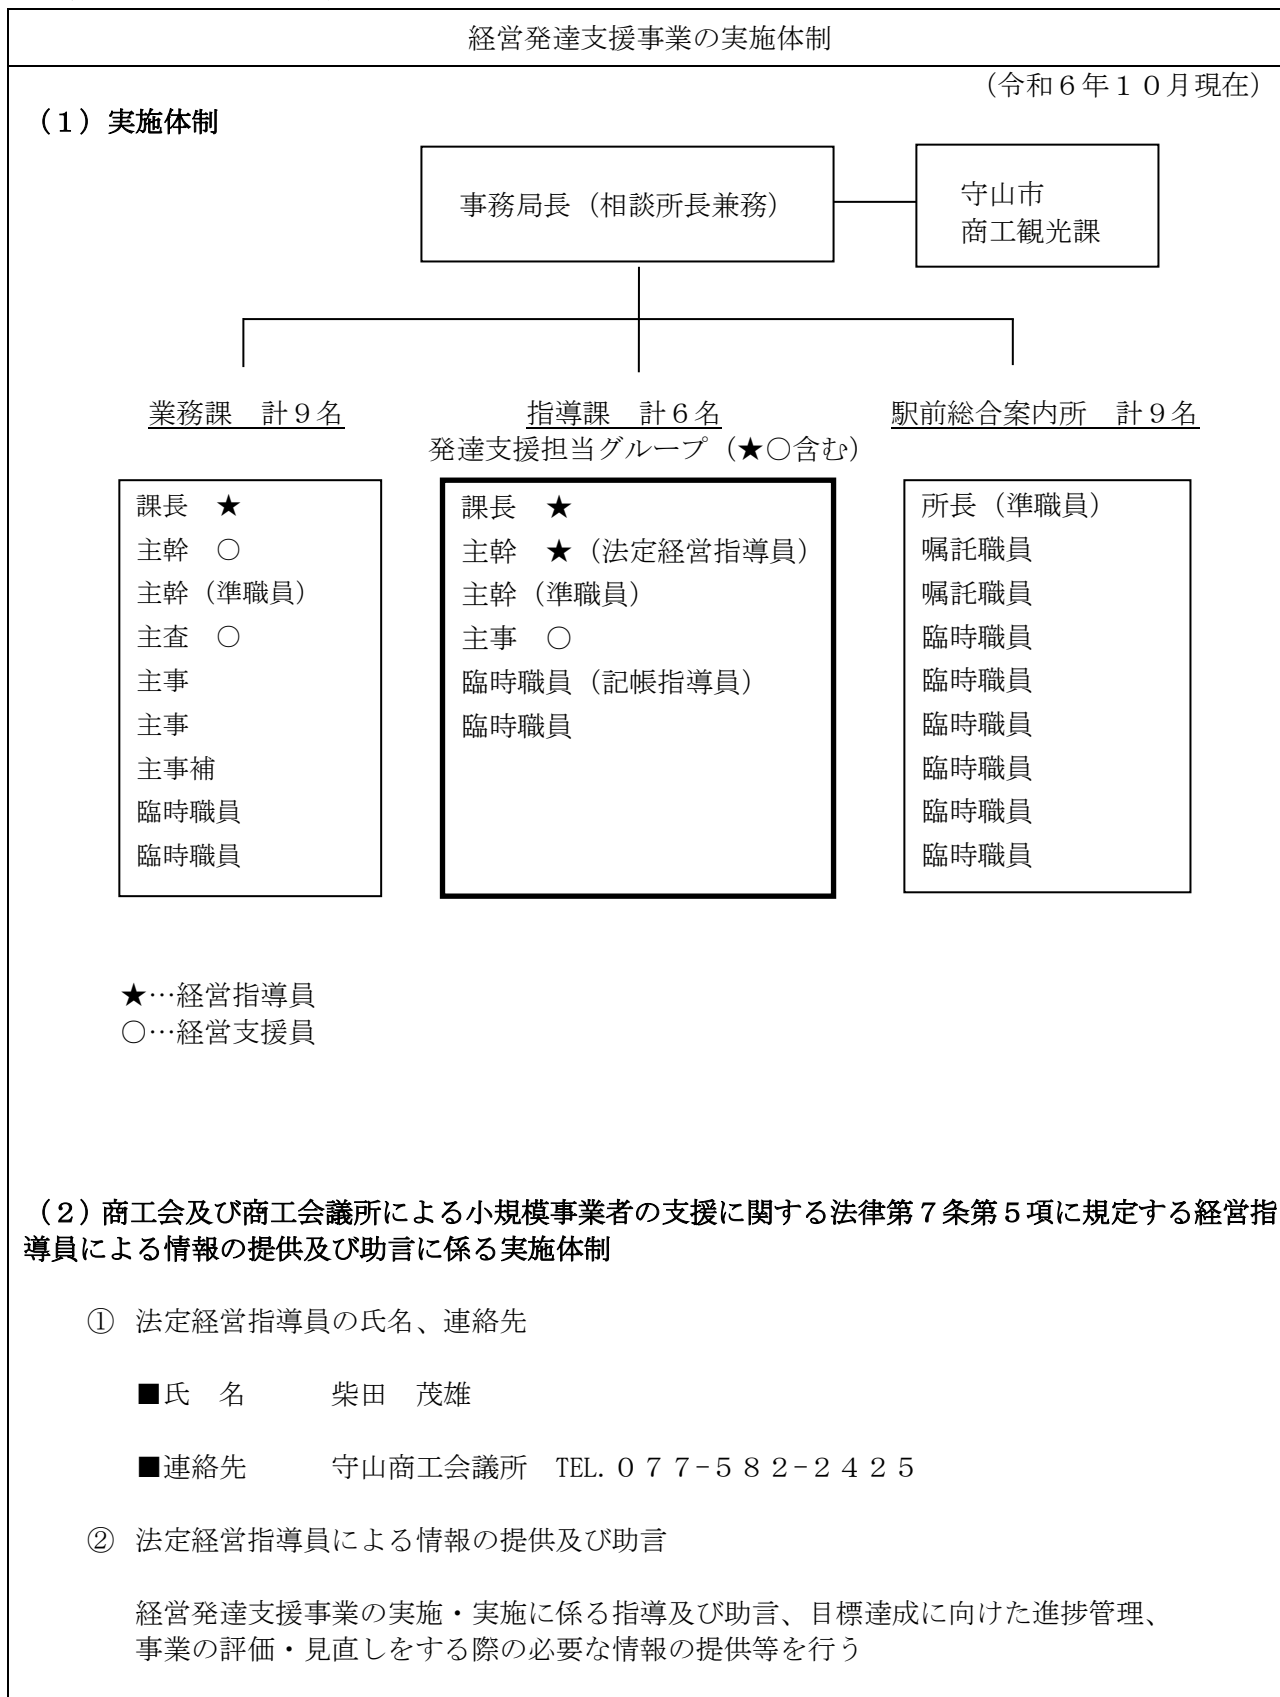 経営発達支援事業の実施体制
（令和６年１０月現在）
（１）実施体制
事務局長（相談所長兼務）
守山市
商工観光課
業務課　計９名
指導課　計６名
駅前総合案内所　計９名
発達支援担当グループ（★○含む）
課長　★
主幹　○
主幹（準職員）
主査　○
主事
主事
主事補
臨時職員
臨時職員
課長　★
主幹　★（法定経営指導員）
主幹（準職員）
主事　○
臨時職員（記帳指導員）
臨時職員
所長（準職員）
嘱託職員
嘱託職員
臨時職員
臨時職員
臨時職員
臨時職員
臨時職員
臨時職員
★…経営指導員
○…経営支援員
（２）商工会及び商工会議所による小規模事業者の支援に関する法律第７条第５項に規定する経営指
導員による情報の提供及び助言に係る実施体制
①　法定経営指導員の氏名、連絡先
■氏　名　　　柴田　茂雄
■連絡先　　　守山商工会議所　TEL.０７７-５８２-２４２５
②　法定経営指導員による情報の提供及び助言
経営発達支援事業の実施・実施に係る指導及び助言、目標達成に向けた進捗管理、
事業の評価・見直しをする際の必要な情報の提供等を行う